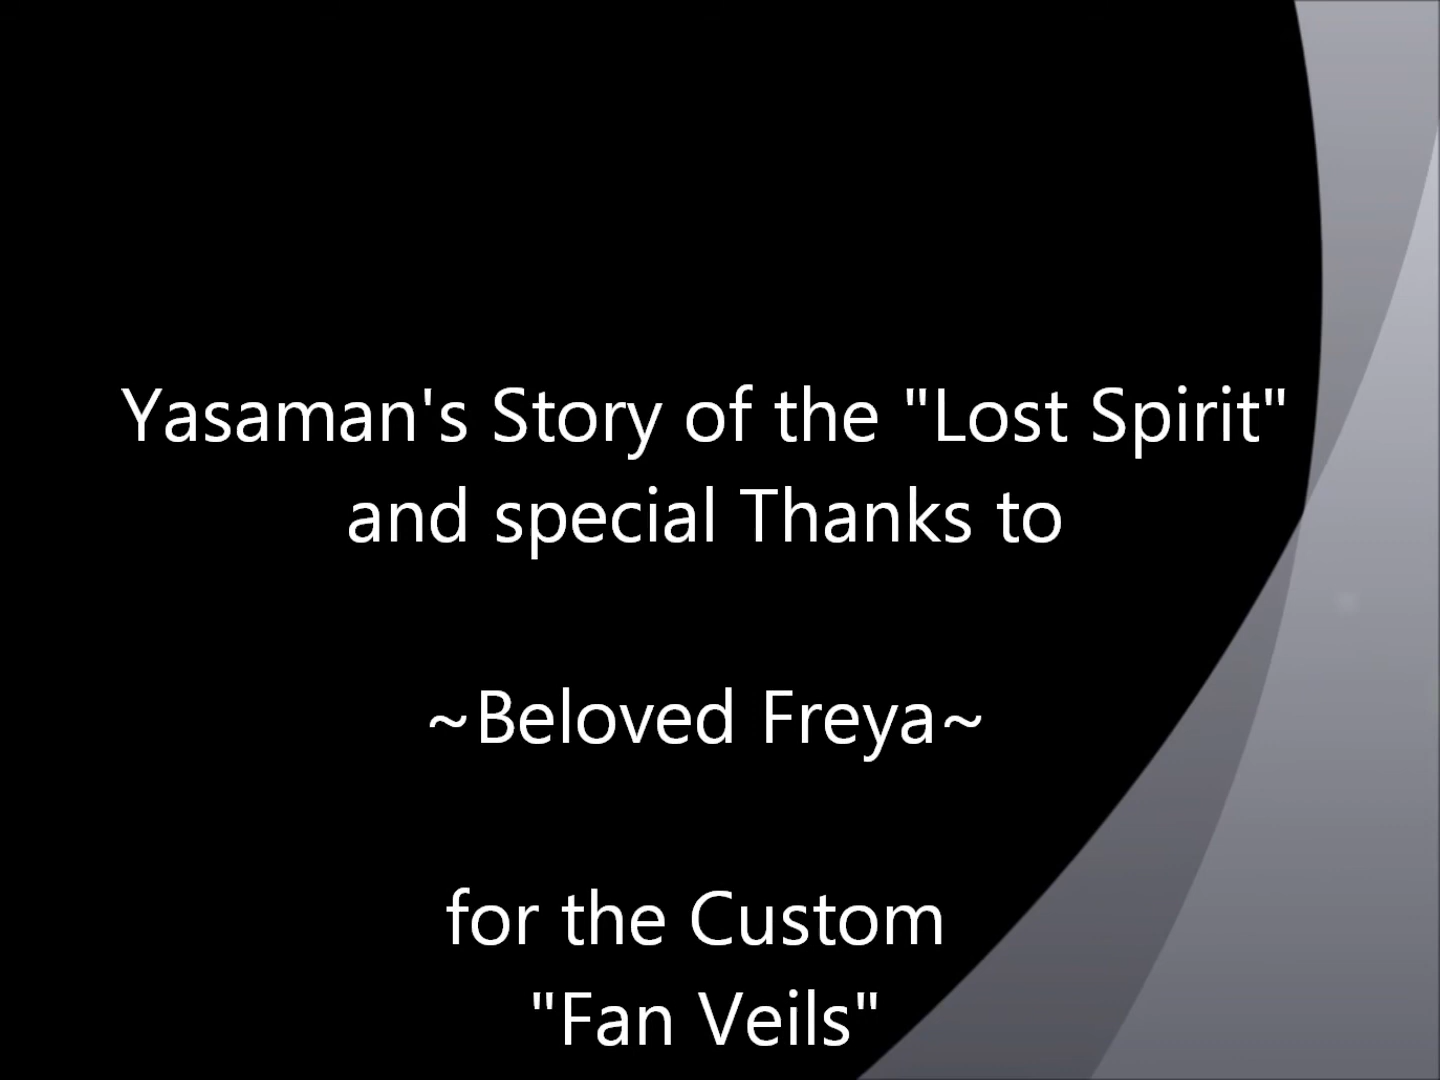 Yasaman's Story of the "Lost Spirit"
and special Thanks to
~Beloved Freya~
for the Custom
"Fan Veils"